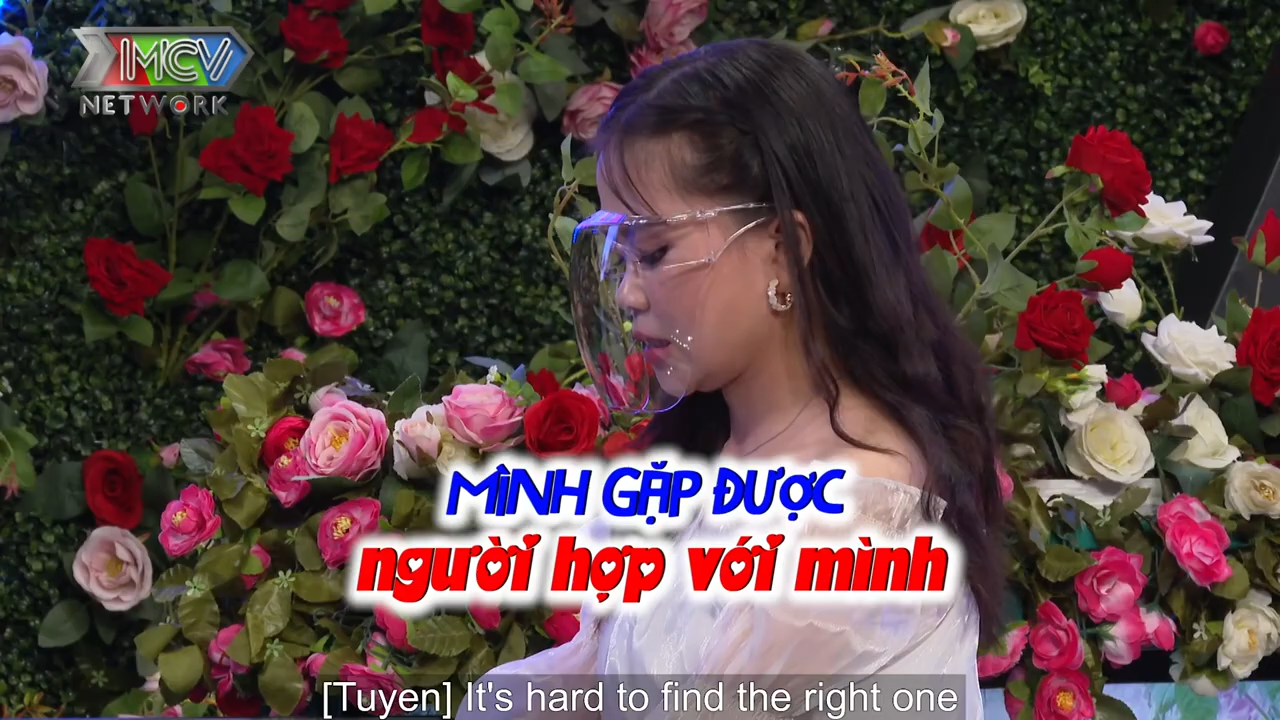 MCV
NETWORK
MÌNH GẶP ĐƯỢC
người hợp với mình
[Tuyen] It's hard to find the right one